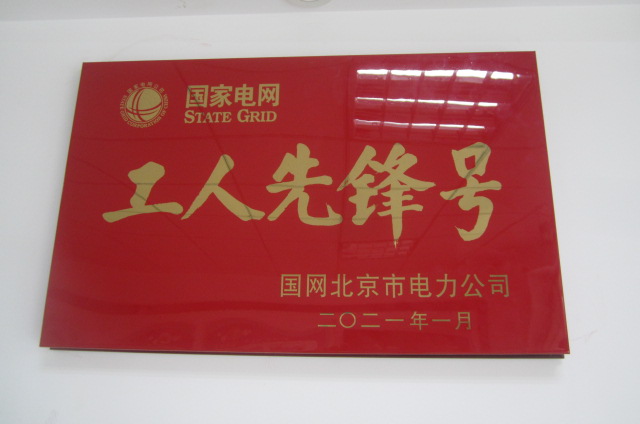 国家电网
STATE GRID
工人先锋号
国网北京市电力公司
二〇二一年一月